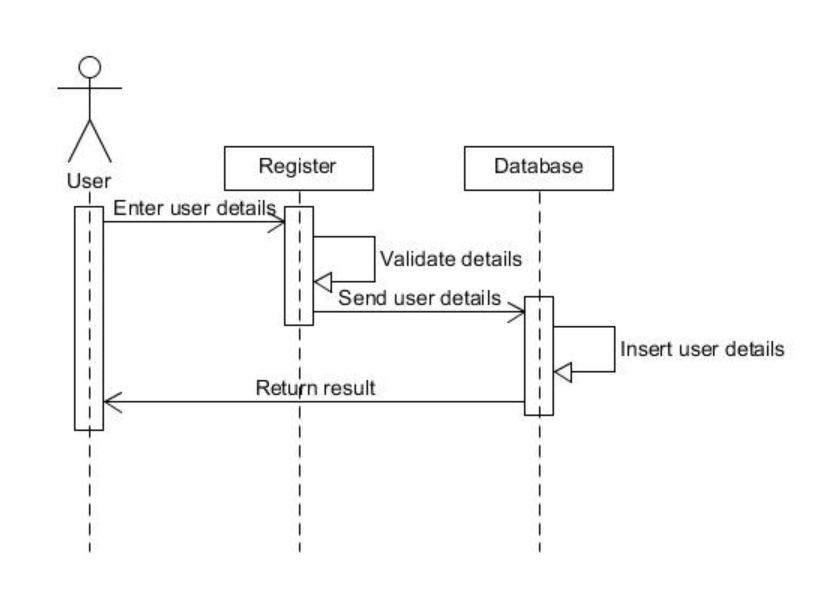 Register
Database
User
Enter user details
Validate details
Send user details
Insert user details
Return result